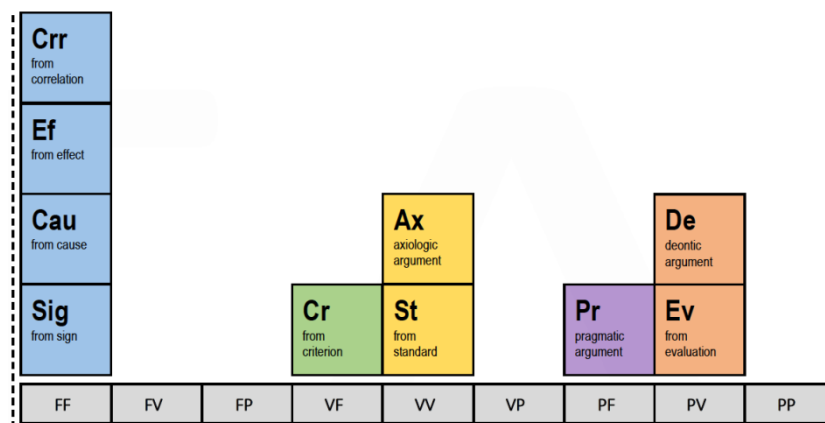 Crr
from
correlation
Ef
from effect
Cau
from cause
Ax
axiologic
argument
De
deontic
argument
Sig
from sign
Cr
from
criterion
St
from
standard
Pr
pragmatic
argument
Ev
from
evaluation
FF FV FP VF VV VP PF PV PP